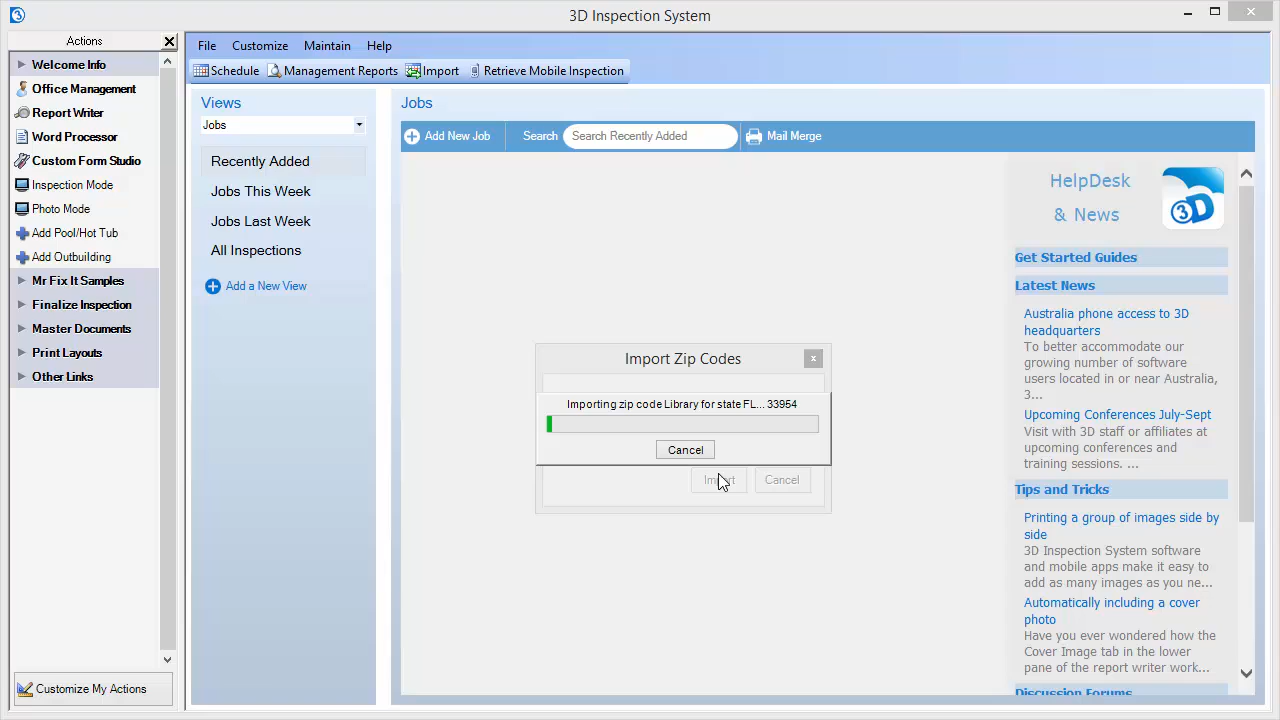 3D Inspection System
Actions
Welcome Info
Office Management
Report Writer
Word Processor
Custom Form Studio
Inspection Mode
Photo Mode
Add Pool/Hot Tub
Add Outbuilding
Mr Fix It Samples
Finalize Inspection
Master Documents
Print Layouts
Other Links
Customize My Actions
File Customize Maintain Help
Schedule Management Reports Import Retrieve Mobile Inspection
Views
Jobs
Recently Added
Jobs This Week
Jobs Last Week
All Inspections
Add a New View
Jobs
Add New Job Search Search Recently Added Mail Merge
Import Zip Codes
Importing zip code Library for state FL... 33954
Cancel
Import Cancel
HelpDesk
& News
3D
Get Started Guides
Latest News
Australia phone access to 3D
headquarters
To better accommodate our
growing number of software
users located in or near Australia,
3...
Upcoming Conferences July-Sept
Visit with 3D staff or affiliates at
upcoming conferences and
training sessions. ...
Tips and Tricks
Printing a group of images side by
side
3D Inspection System software
and mobile apps make it easy to
add as many images as you ne...
Automatically including a cover
photo
Have you ever wondered how the
Cover Image tab in the lower
pane of the report writer work...
Discussion Forums